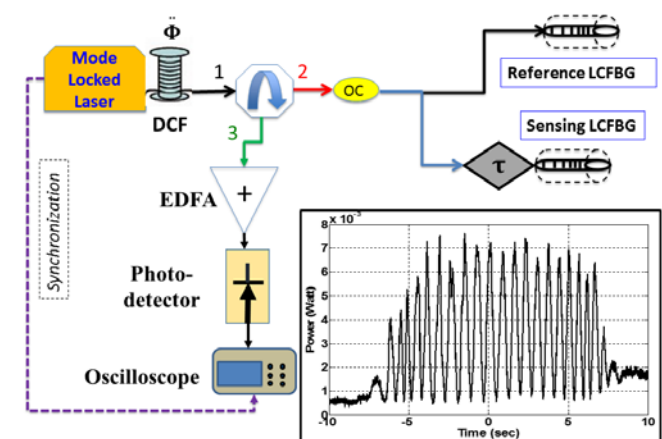 Φ̈
Mode
Locked
Laser
DCF
1
2
3
OC
Reference LCFBG
Sensing LCFBG
τ
Synchronization
EDFA
+
Photo-
detector
Oscilloscope
x 10⁻³
8
7
6
5
4
3
2
1
0
Power (Watt)
-10
-5
0
5
10
Time (sec)